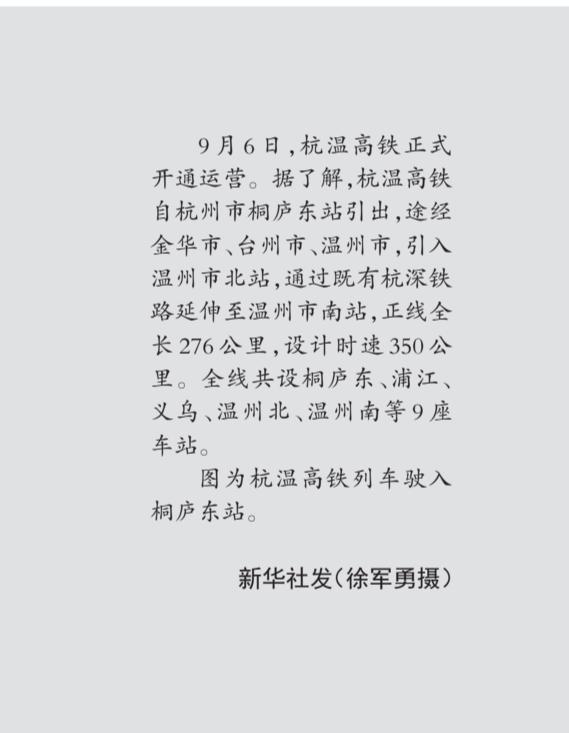 9月6日,杭温高铁正式
开通运营。据了解,杭温高铁
自杭州市桐庐东站引出,途经
金华市、台州市、温州市,引入
温州市北站,通过既有杭深铁
路延伸至温州市南站,正线全
长276公里,设计时速350公
里。全线共设桐庐东、浦江、
义乌、温州北、温州南等9座
车站。
图为杭温高铁列车驶入
桐庐东站。
新华社发(徐军勇摄)